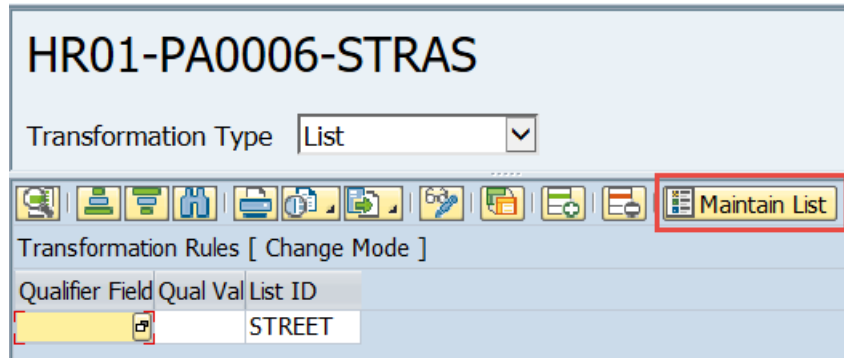 HR01-PA0006-STRAS
Transformation Type List
Maintain List
Transformation Rules [ Change Mode ]
Qualifier Field Qual Val List ID
STREET